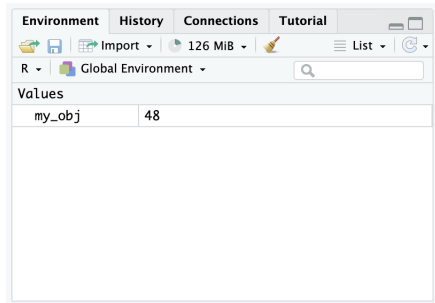 Environment History Connections Tutorial
Import 126 MiB List
R Global Environment
Values
my_obj 48